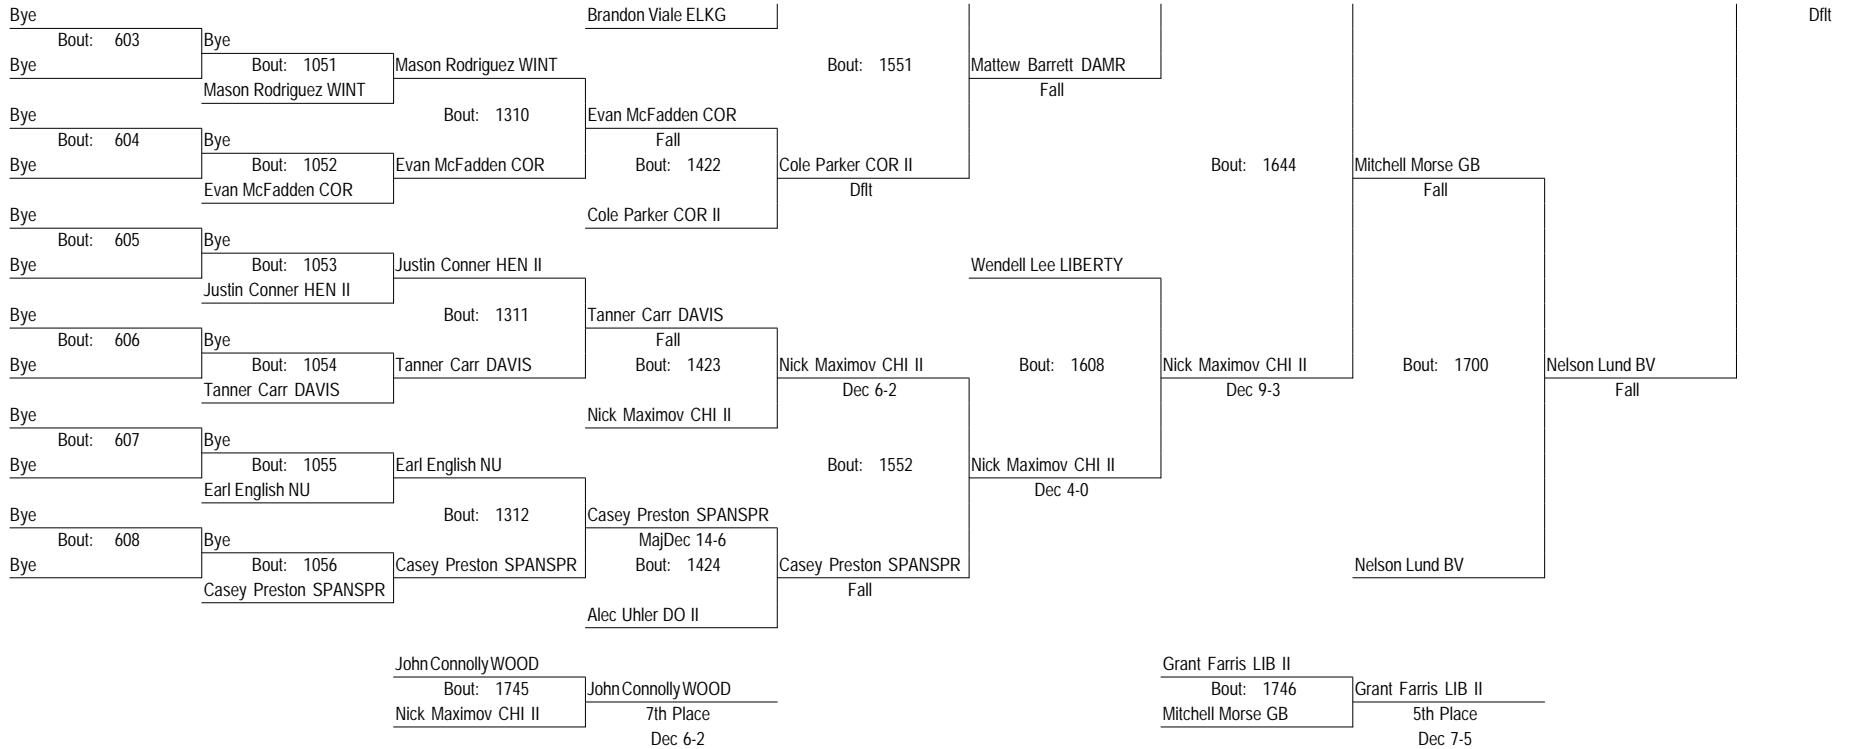 Bye Brandon Viale ELKG Dflt
Bout: 603 Bye
Bye Bout: 1051 Mason Rodriguez WINT Bout: 1551 Mattew Barrett DAMR
Mason Rodriguez WINT Fall
Bye Bout: 1310 Evan McFadden COR
Bout: 604 Bye Fall
Bye Bout: 1052 Evan McFadden COR Bout: 1422 Cole Parker COR II Bout: 1644 Mitchell Morse GB
Evan McFadden COR Dflt Fall
Bye Cole Parker COR II
Bout: 605 Bye
Bye Bout: 1053 Justin Conner HEN II Wendell Lee LIBERTY
Justin Conner HEN II
Bye Bout: 1311 Tanner Carr DAVIS
Bout: 606 Bye Fall
Bye Bout: 1054 Tanner Carr DAVIS Bout: 1423 Nick Maximov CHI II Bout: 1608 Nick Maximov CHI II Bout: 1700 Nelson Lund BV
Tanner Carr DAVIS Dec 6-2 Dec 9-3 Fall
Bye Nick Maximov CHI II
Bout: 607 Bye
Bye Bout: 1055 Earl English NU Bout: 1552 Nick Maximov CHI II
Earl English NU Dec 4-0
Bye Bout: 1312 Casey Preston SPANSPR
Bout: 608 Bye MajDec 14-6
Bye Bout: 1056 Casey Preston SPANSPR Bout: 1424 Casey Preston SPANSPR Nelson Lund BV
Casey Preston SPANSPR Fall
Alec Uhler DO II
John Connolly WOOD Grant Farris LIB II
Bout: 1745 John Connolly WOOD Bout: 1746 Grant Farris LIB II
Nick Maximov CHI II 7th Place Mitchell Morse GB 5th Place
Dec 6-2 Dec 7-5